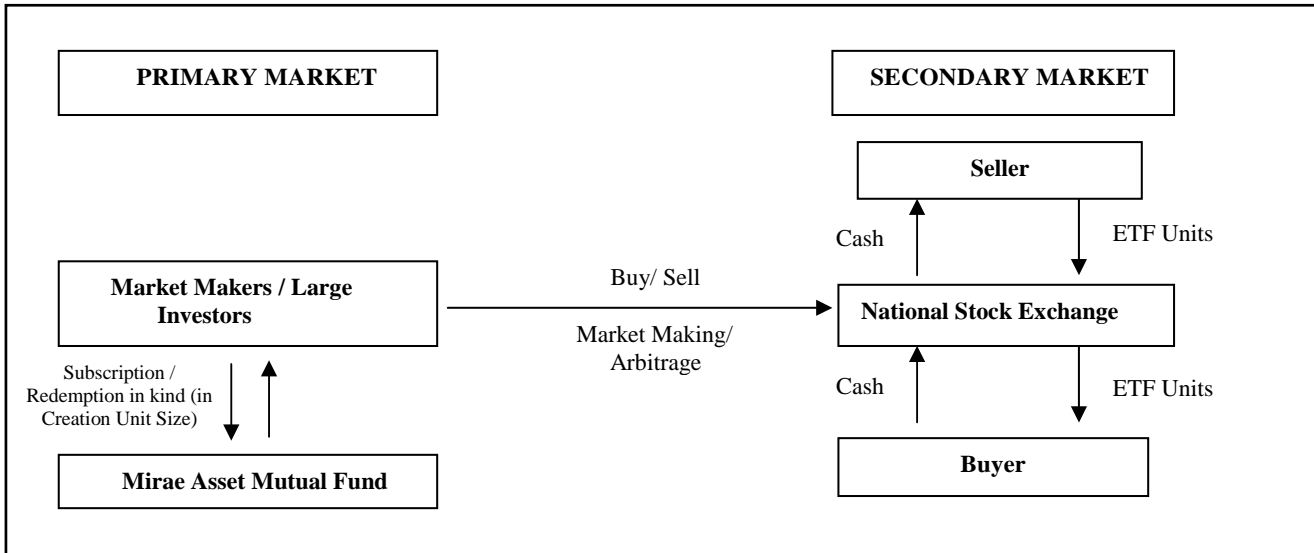 PRIMARY MARKET
SECONDARY MARKET
Seller
Cash
ETF Units
Market Makers / Large
Investors
Buy/ Sell
Market Making/
Arbitrage
National Stock Exchange
Subscription /
Redemption in kind (in
Creation Unit Size)
Cash
ETF Units
Mirae Asset Mutual Fund
Buyer